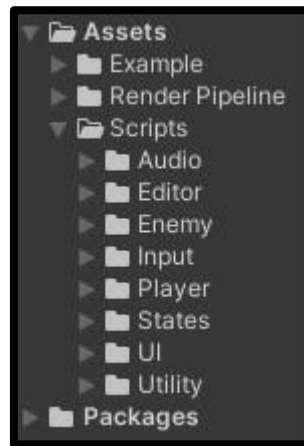 Assets
Example
Render Pipeline
Scripts
Audio
Editor
Enemy
Input
Player
States
UI
Utility
Packages